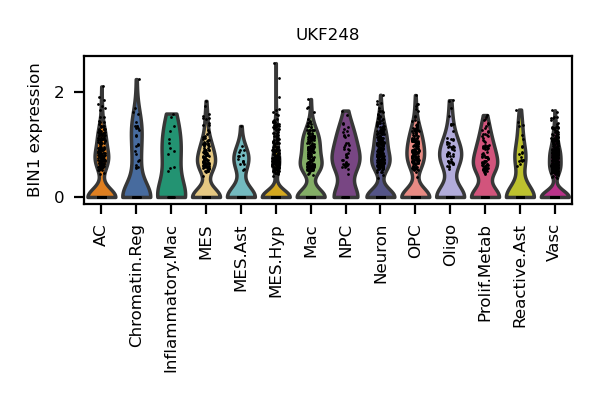 UKF248
BIN1 expression
2
0
AC
Chromatin.Reg
Inflammatory.Mac
MES
MES.Ast
MES.Hyp
Mac
NPC
Neuron
OPC
Oligo
Prolif.Metab
Reactive.Ast
Vasc